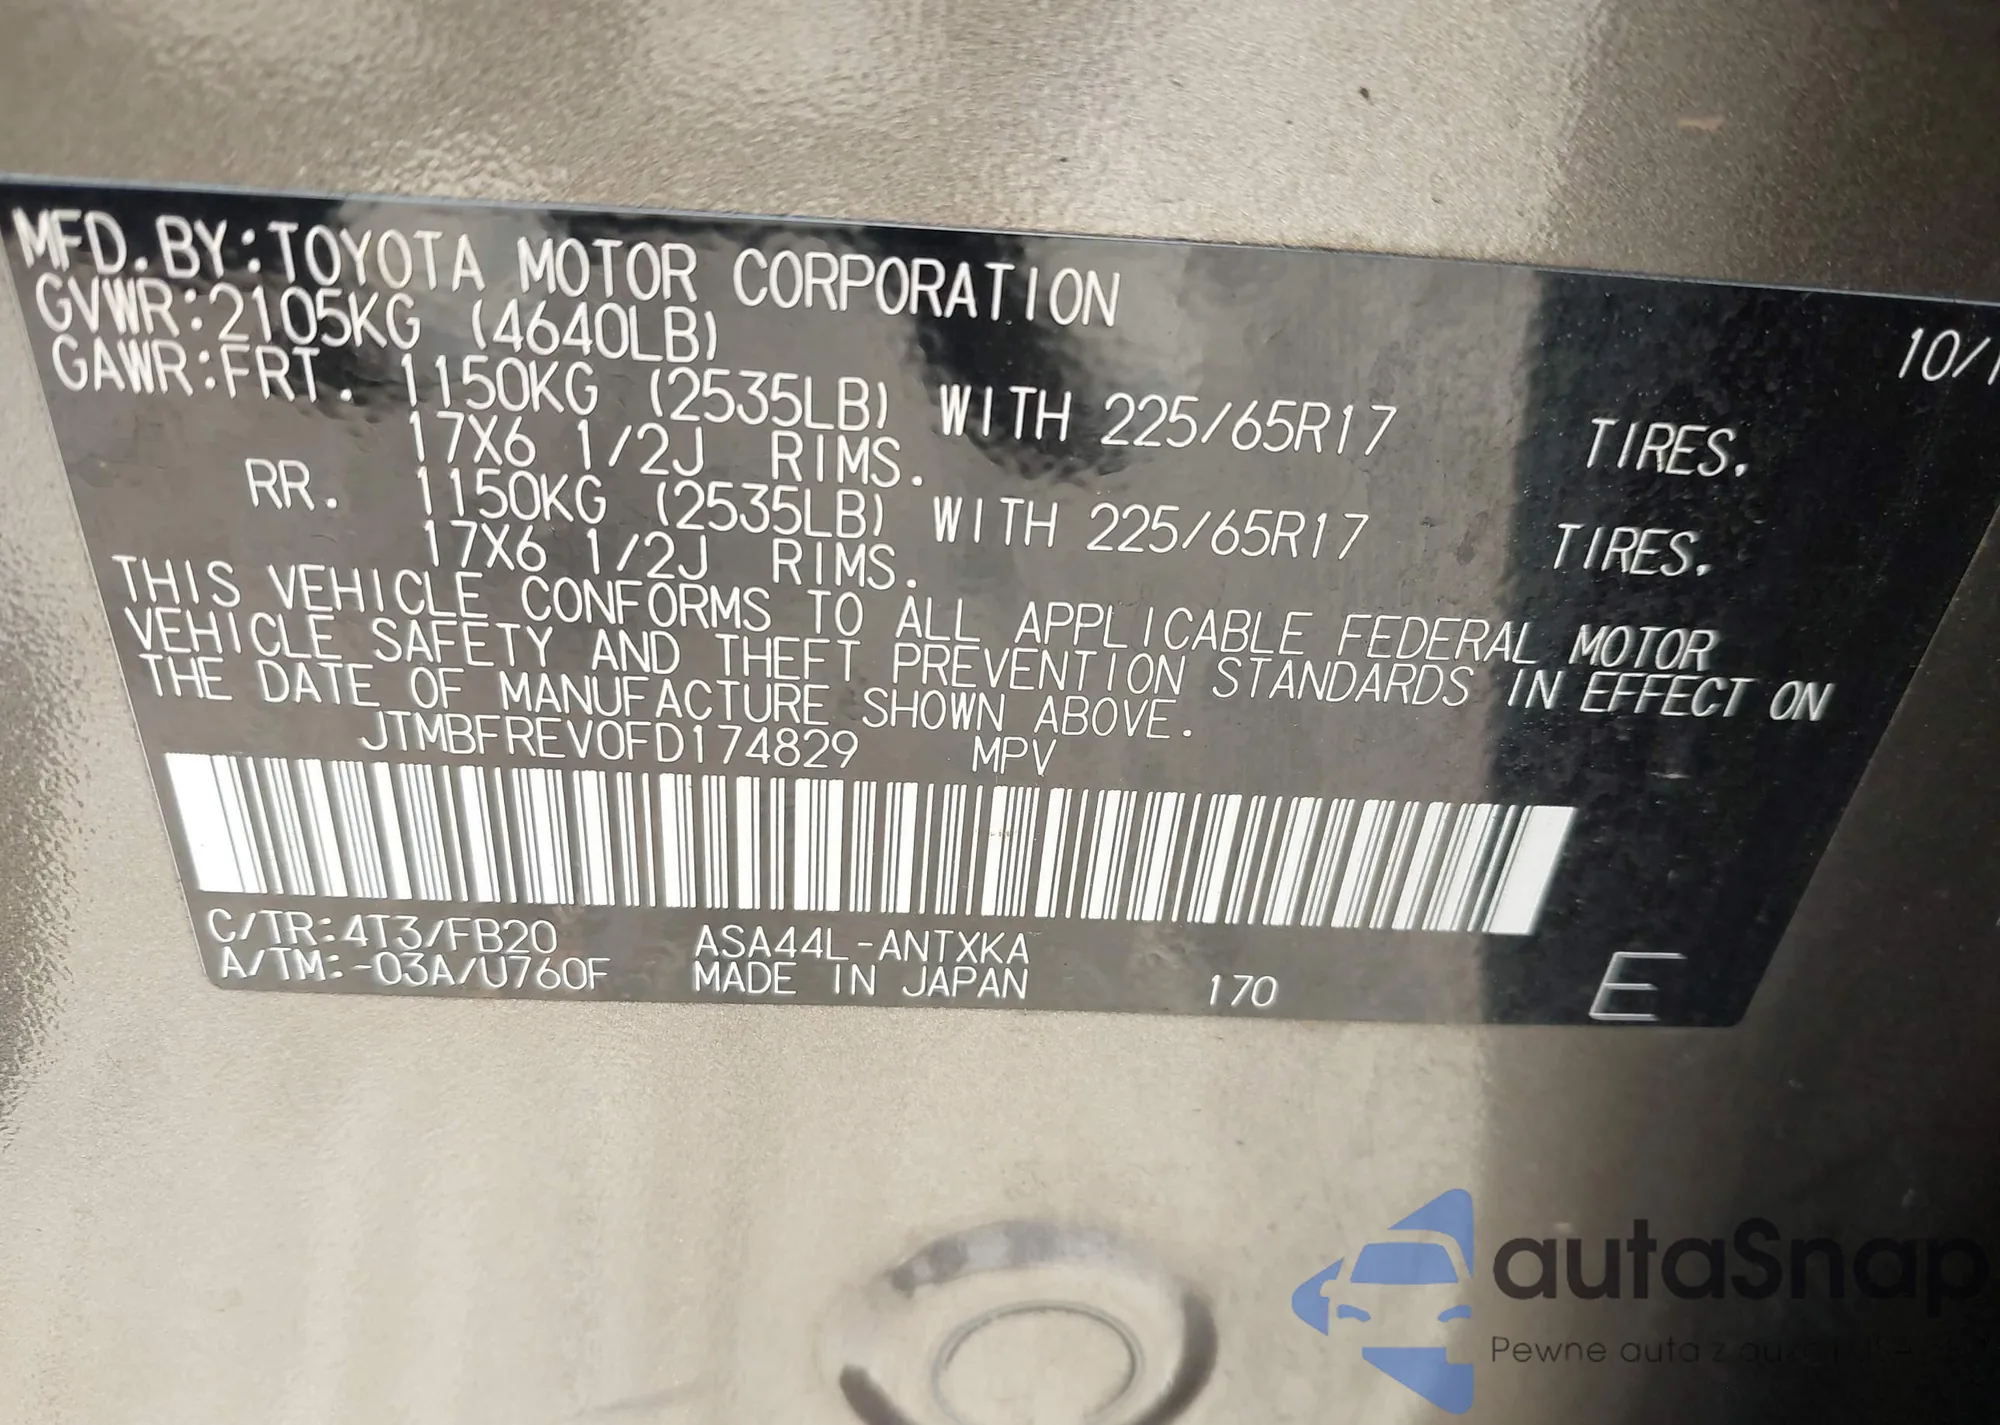 MFD.BY:TOYOTA MOTOR CORPORATION 10/1
GVWR:2105KG (4640LB)
GAWR:FRT. 1150KG (2535LB) WITH 225/65R17 TIRES.
17X6 1/2J RIMS.
RR. 1150KG (2535LB) WITH 225/65R17 TIRES.
17X6 1/2J RIMS.
THIS VEHICLE CONFORMS TO ALL APPLICABLE FEDERAL MOTOR
VEHICLE SAFETY AND THEFT PREVENTION STANDARDS IN EFFECT ON
THE DATE OF MANUFACTURE SHOWN ABOVE.
JTMBFREV0FD174829 MPV
C/TR:4T3/FB20 ASA44L-ANTXKA
A/TM:-03A/U760F MADE IN JAPAN 170 E
autaSnap
Pewne auta z